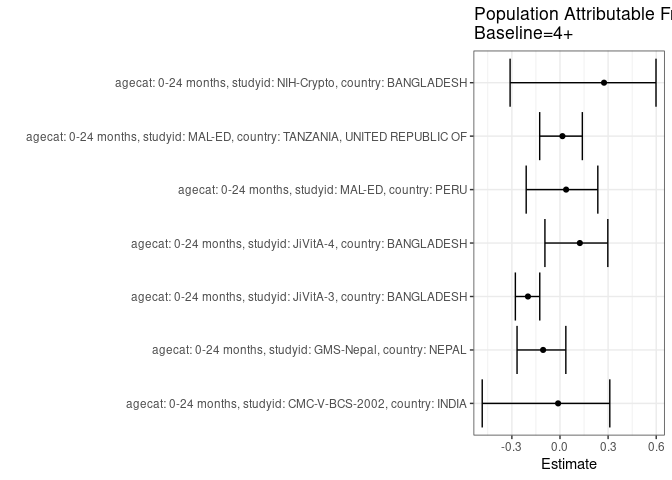 Population Attributable Fr
Baseline=4+
agecat: 0-24 months, studyid: NIH-Crypto, country: BANGLADESH
agecat: 0-24 months, studyid: MAL-ED, country: TANZANIA, UNITED REPUBLIC OF
agecat: 0-24 months, studyid: MAL-ED, country: PERU
agecat: 0-24 months, studyid: JiVitA-4, country: BANGLADESH
agecat: 0-24 months, studyid: JiVitA-3, country: BANGLADESH
agecat: 0-24 months, studyid: GMS-Nepal, country: NEPAL
agecat: 0-24 months, studyid: CMC-V-BCS-2002, country: INDIA
-0.3 0.0 0.3 0.6
Estimate